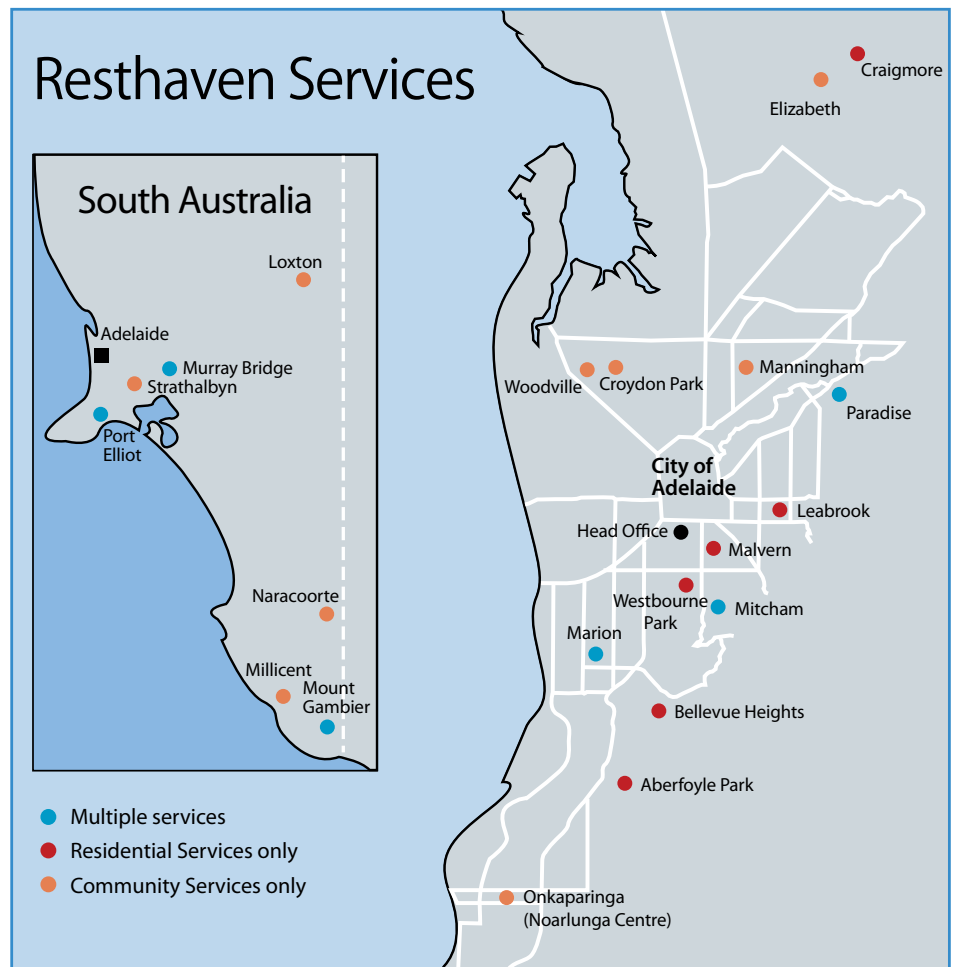 Resthaven Services
South Australia
Loxton
Adelaide
Murray Bridge
Strathalbyn
Port
Elliot
Naracoorte
Millicent
Mount
Gambier
Multiple services
Residential Services only
Community Services only
Craigmore
Elizabeth
Woodville
Croydon Park
Manningham
Paradise
City of
Adelaide
Leabrook
Head Office
Malvern
Westbourne
Park
Mitcham
Marion
Bellevue Heights
Aberfoyle Park
Onkaparinga
(Noarlunga Centre)